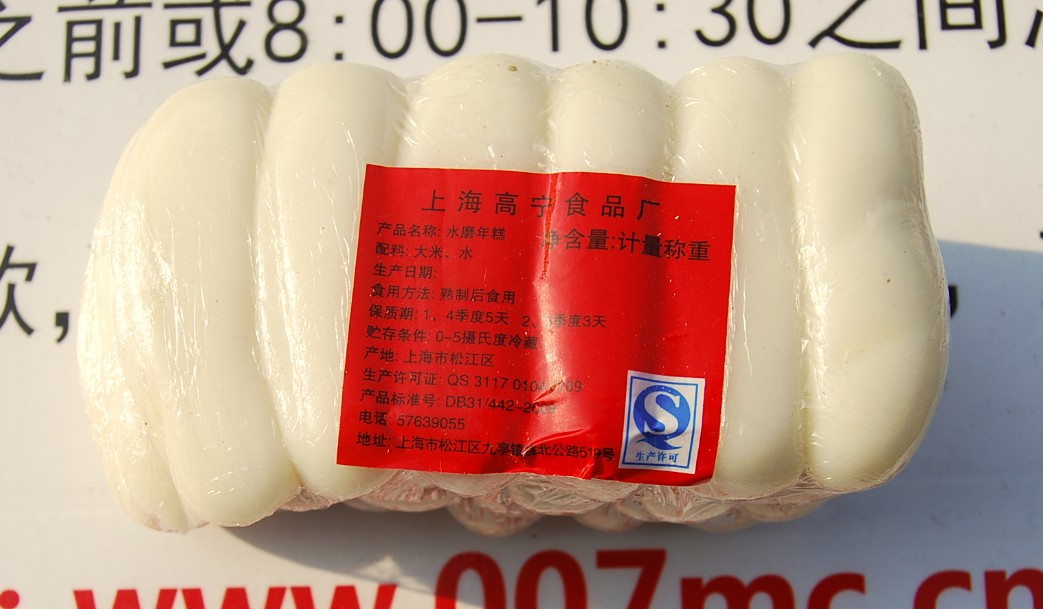 之前或8:00-10:30之间
款,
上海高宁食品厂
产品名称: 水磨年糕 净含量:计量称重
配料: 大米、水
生产日期:
食用方法: 熟制后食用
保质期: 1、4季度5天 2、季度3天
贮存条件: 0-5摄氏度冷藏
产地: 上海市松江区
生产许可证: QS 3117 010
产品标准号: DB31/442-20
电话: 57639055
地址: 上海市松江区九亭镇北公路51号
生产许可
www.007mc.cn